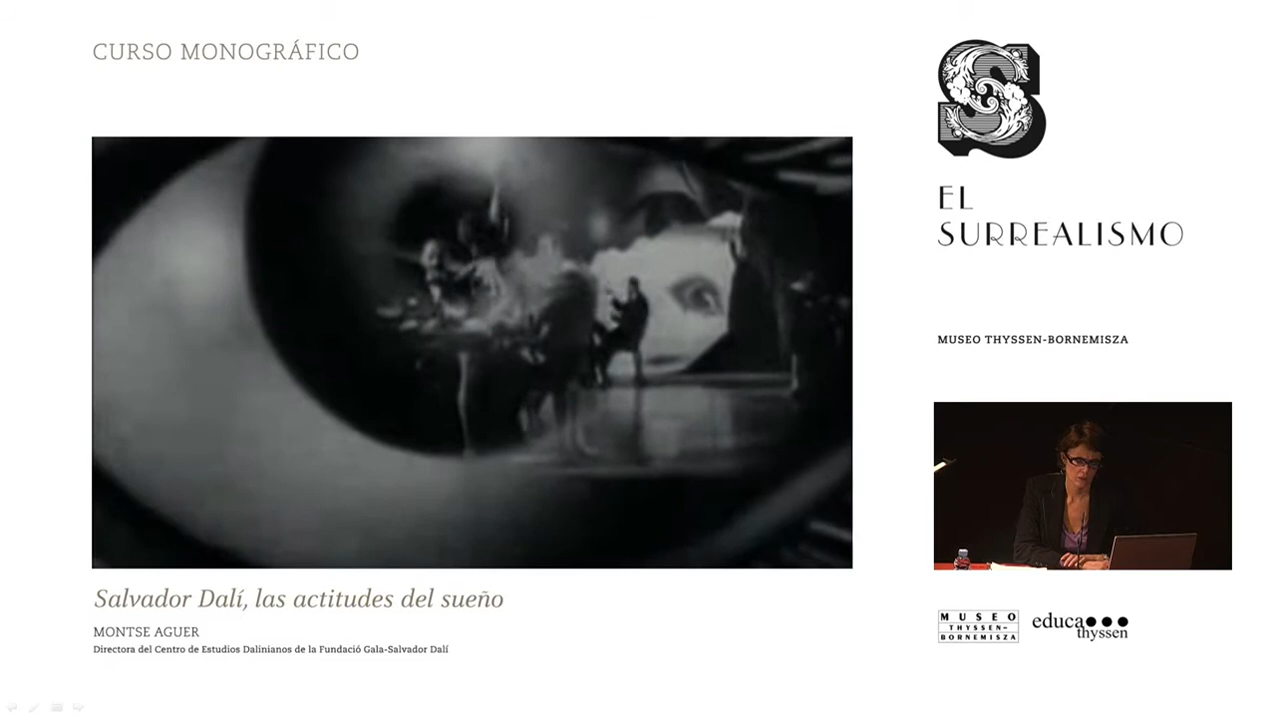 CURSO MONOGRÁFICO
S
EL
SURREALISMO
MUSEO THYSSEN-BORNEMISZA
Salvador Dalí, las actitudes del sueño
MONTSE AGUER
Directora del Centro de Estudios Dalinianos de la Fundació Gala-Salvador Dalí
MUSEO
THYSSEN-
BORNEMISZA
educa
thyssen